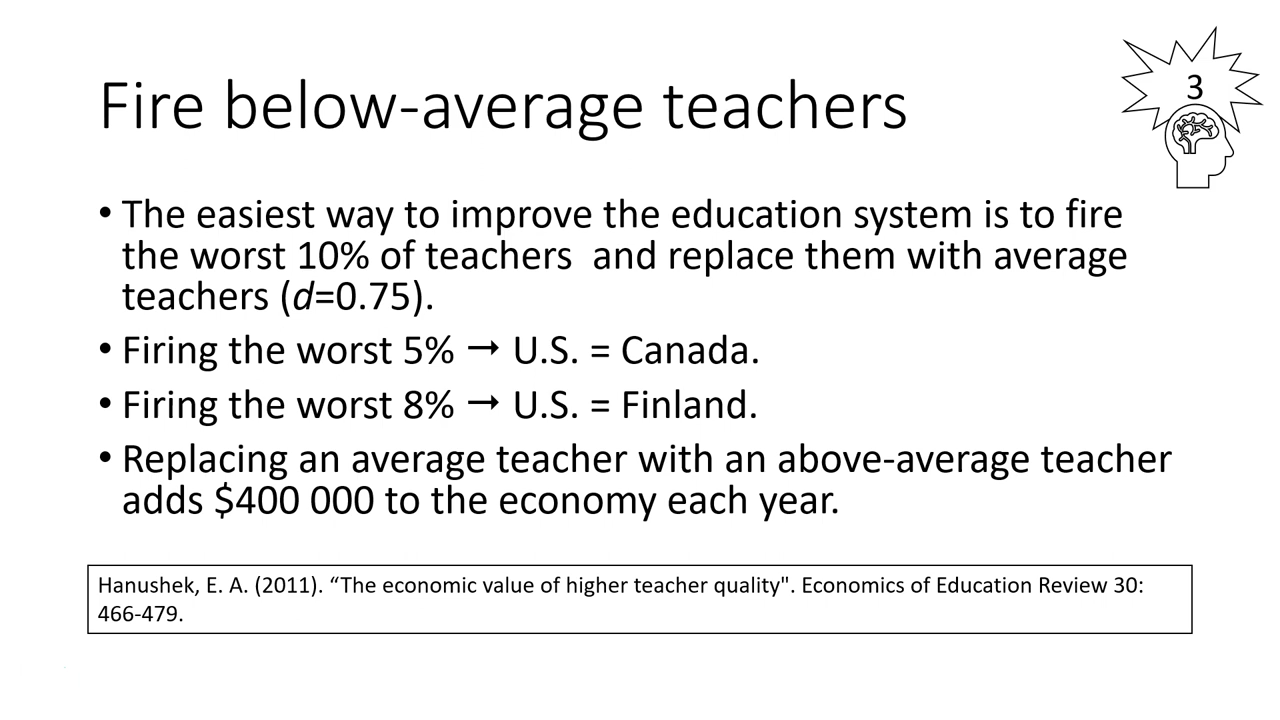 3
Fire below-average teachers
• The easiest way to improve the education system is to fire
the worst 10% of teachers  and replace them with average
teachers (d=0.75).
• Firing the worst 5% → U.S. = Canada.
• Firing the worst 8% → U.S. = Finland.
• Replacing an average teacher with an above-average teacher
adds $400 000 to the economy each year.
Hanushek, E. A. (2011). “The economic value of higher teacher quality". Economics of Education Review 30:
466-479.